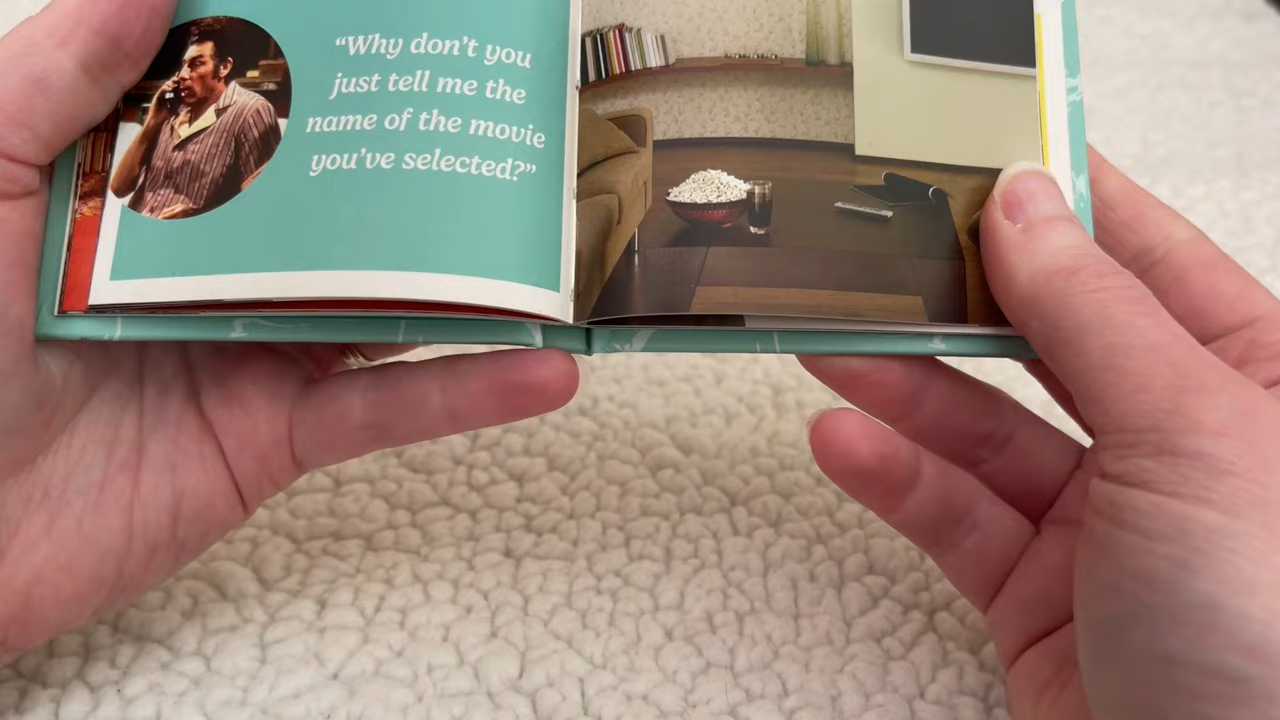 “Why don’t you
just tell me the
name of the movie
you’ve selected?”